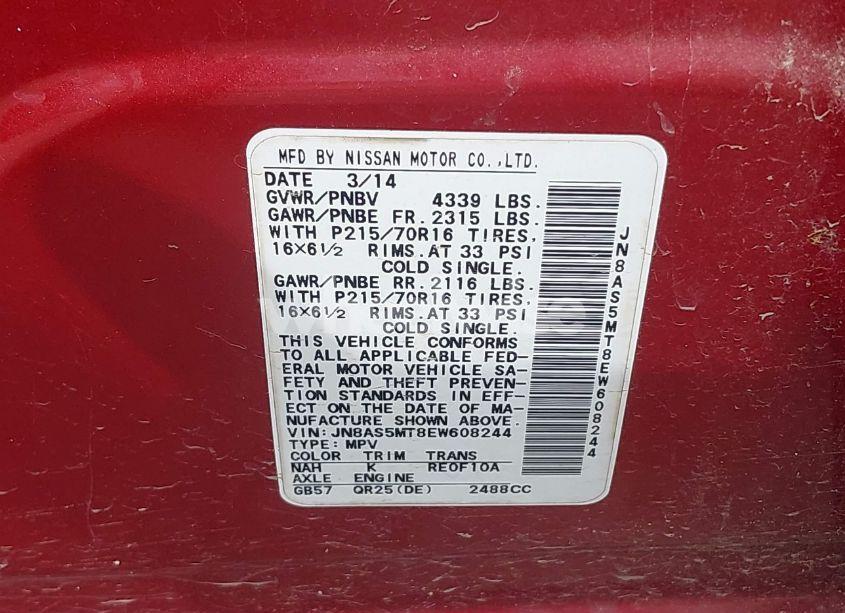 MFD BY NISSAN MOTOR CO.,LTD.
DATE 3/14
GVWR/PNBV 4339 LBS.
GAWR/PNBE FR. 2315 LBS.
WITH P215/70R16 TIRES,
16×6½ RIMS.AT 33 PSI
COLD SINGLE.
GAWR/PNBE RR. 2116 LBS.
WITH P215/70R16 TIRES,
16×6½ RIMS.AT 33 PSI
COLD SINGLE.
THIS VEHICLE CONFORMS
TO ALL APPLICABLE FED-
ERAL MOTOR VEHICLE SA-
FETY AND THEFT PREVEN-
TION STANDARDS IN EFF-
ECT ON THE DATE OF MA-
NUFACTURE SHOWN ABOVE.
VIN:JN8AS5MT8EW608244
TYPE:MPV
COLOR TRIM TRANS
NAH K RE0F10A
AXLE ENGINE
GB57 QR25(DE) 2488CC
JN8AS5MT8EW608244